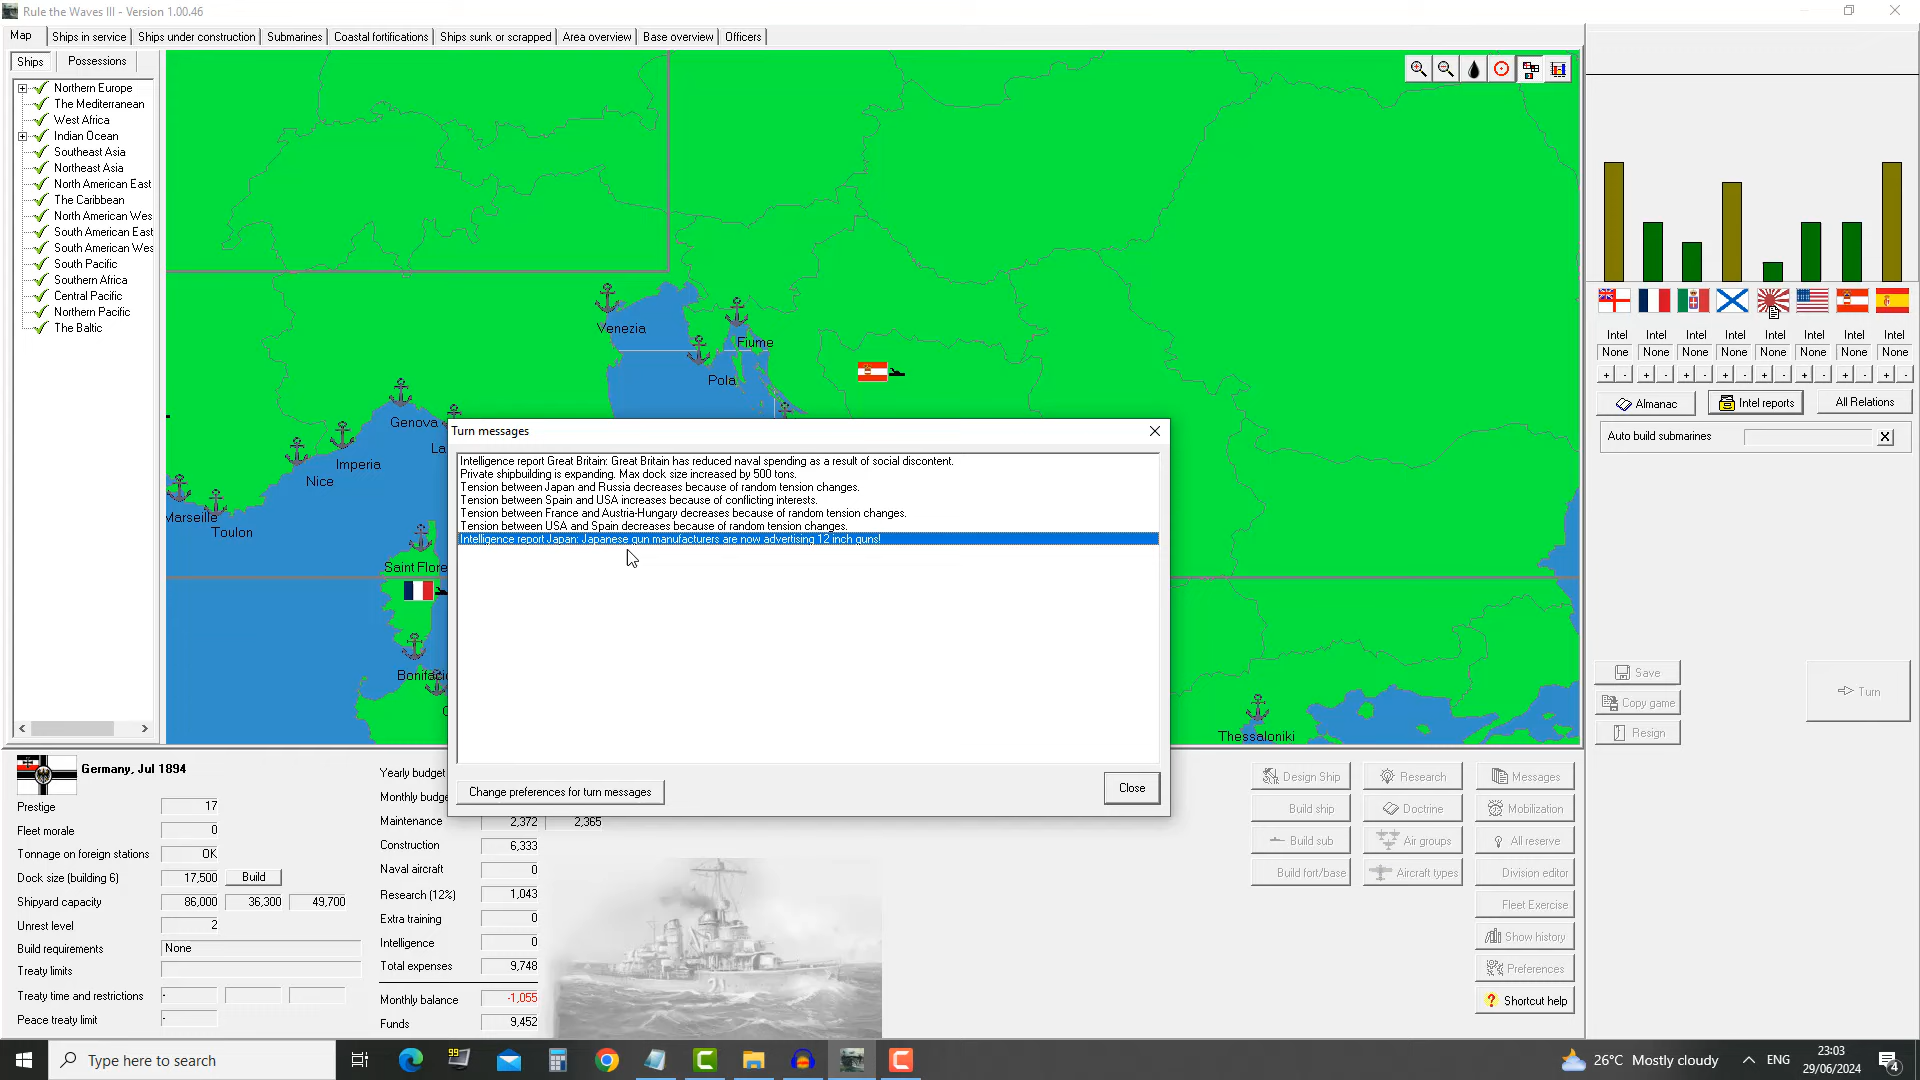 Rule the Waves III - Version 1.00.46
Map
Ships in service
Ships under construction
Submarines
Coastal fortifications
Ships sunk or scrapped
Area overview
Base overview
Officers
Ships
Possessions
Northern Europe
The Mediterranean
West Africa
Indian Ocean
Southeast Asia
Northeast Asia
North American East
The Caribbean
North American Wes
South American East
South American Wes
South Pacific
Southern Africa
Central Pacific
Northern Pacific
The Baltic
Venezia
Fiume
Pola
Genova
La
Imperia
Nice
Marseille
Toulon
Saint Flore
Bonifaci
Thessaloniki
Turn messages
Intelligence report Great Britain: Great Britain has reduced naval spending as a result of social discontent.
Private shipbuilding is expanding. Max dock size increased by 500 tons.
Tension between Japan and Russia decreases because of random tension changes.
Tension between Spain and USA increases because of conflicting interests.
Tension between France and Austria-Hungary decreases because of random tension changes.
Tension between USA and Spain decreases because of random tension changes.
Intelligence report Japan: Japanese gun manufacturers are now advertising 12 inch guns!
Change preferences for turn messages
Close
Intel Intel Intel Intel Intel Intel Intel Intel
None None None None None None None None
+ - + - + - + - + - + - + - + -
Almanac
Intel reports
All Relations
Auto build submarines
X
Save
Copy game
Resign
Turn
Germany, Jul 1894
Prestige 17
Fleet morale 0
Tonnage on foreign stations OK
Dock size (building 6) 17,500 Build
Shipyard capacity 86,000 36,300 49,700
Unrest level 2
Build requirements None
Treaty limits
Treaty time and restrictions -
Peace treaty limit -
Yearly budget
Monthly budg
Maintenance 2,372 2,365
Construction 6,333
Naval aircraft 0
Research (12%) 1,043
Extra training 0
Intelligence 0
Total expenses 9,748
Monthly balance -1,055
Funds 9,452
Design Ship
Research
Messages
Build ship
Doctrine
Mobilization
Build sub
Air groups
All reserve
Build fort/base
Aircraft types
Division editor
Fleet Exercise
Show history
Preferences
Shortcut help
Type here to search
99
26°C Mostly cloudy
ENG
23:03
29/06/2024
4